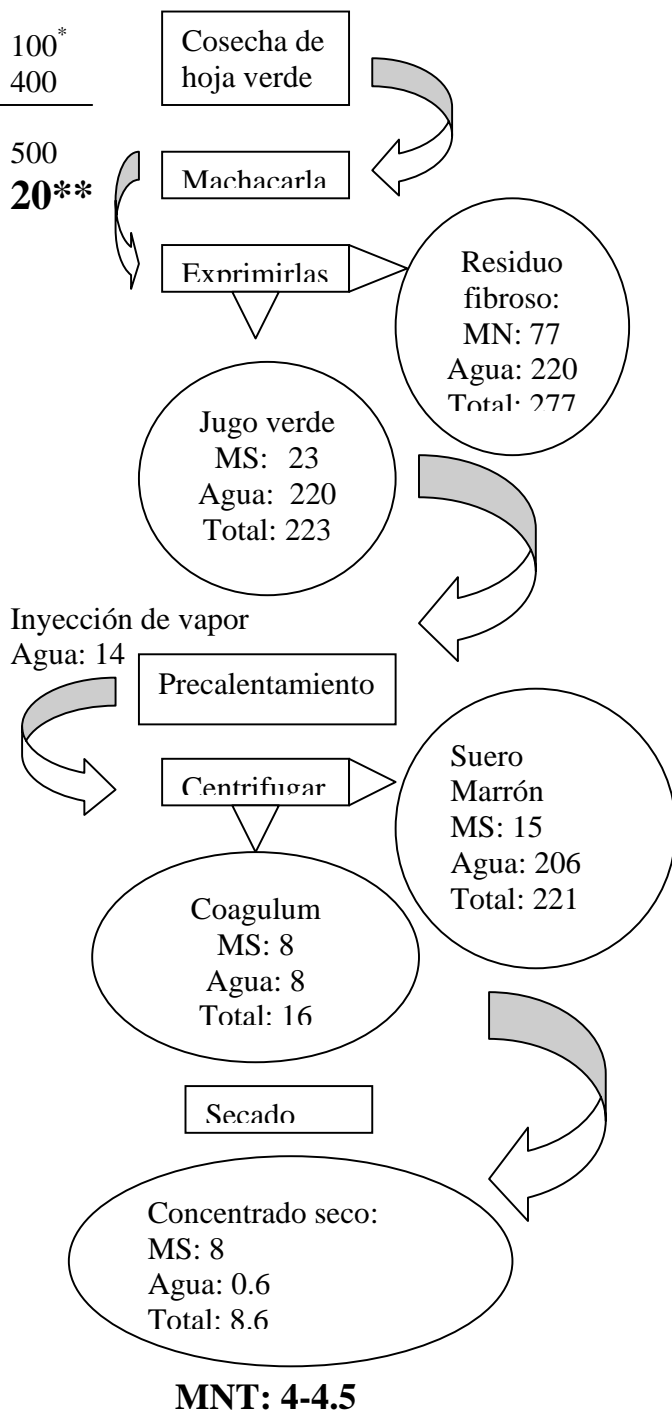 100*
400
Cosecha de
hoja verde
500
20**
Machacarla
Exprimirlas
Residuo
fibroso:
MN: 77
Agua: 220
Total: 277
Jugo verde
MS: 23
Agua: 220
Total: 223
Inyección de vapor
Agua: 14
Precalentamiento
Centrifugar
Suero
Marrón
MS: 15
Agua: 206
Total: 221
Coagulum
MS: 8
Agua: 8
Total: 16
Secado
Concentrado seco:
MS: 8
Agua: 0.6
Total: 8.6
MNT: 4-4.5